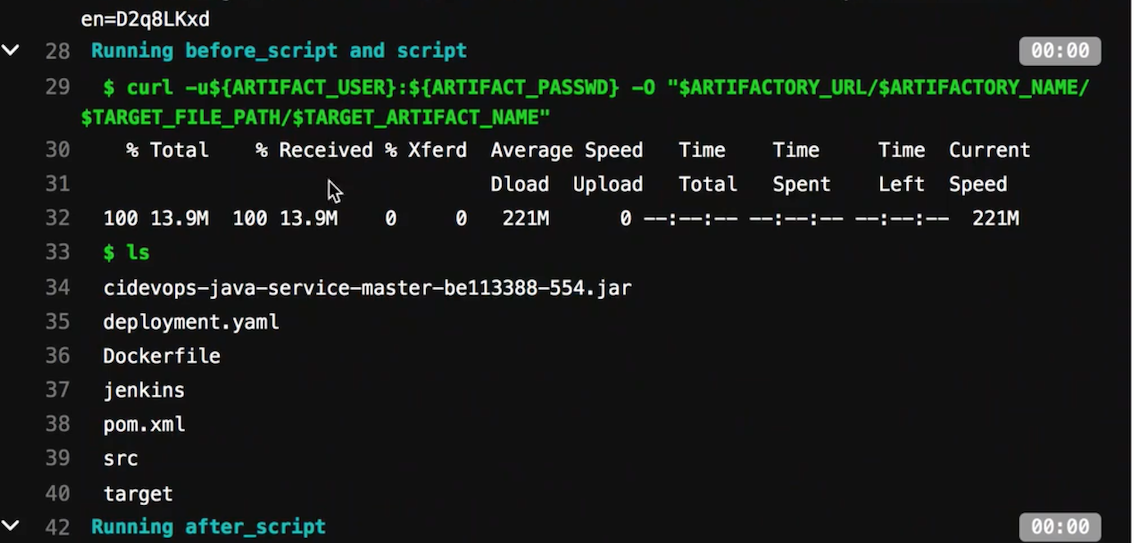 en=D2q8LKxd
28 Running before_script and script 00:00
29 $ curl -u${ARTIFACT_USER}:${ARTIFACT_PASSWD} -O "$ARTIFACTORY_URL/$ARTIFACTORY_NAME/
$TARGET_FILE_PATH/$TARGET_ARTIFACT_NAME"
30 % Total % Received % Xferd Average Speed Time Time Time Current
31 Dload Upload Total Spent Left Speed
32 100 13.9M 100 13.9M 0 0 221M 0 --:--:-- --:--:-- --:--:-- 221M
33 $ ls
34 cidevops-java-service-master-be113388-554.jar
35 deployment.yaml
36 Dockerfile
37 jenkins
38 pom.xml
39 src
40 target
42 Running after_script 00:00